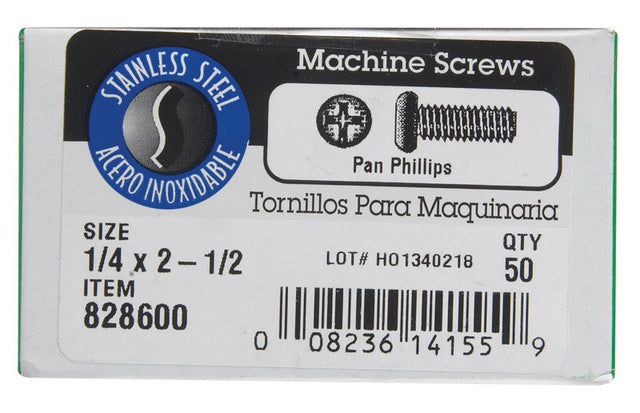 STAINLESS STEEL
ACERO INOXIDABLE
Machine Screws
Pan Phillips
Tornillos Para Maquinaria
SIZE
1/4 x 2-1/2
ITEM
828600
LOT# HO1340218
QTY
50
0 08236 14155 9